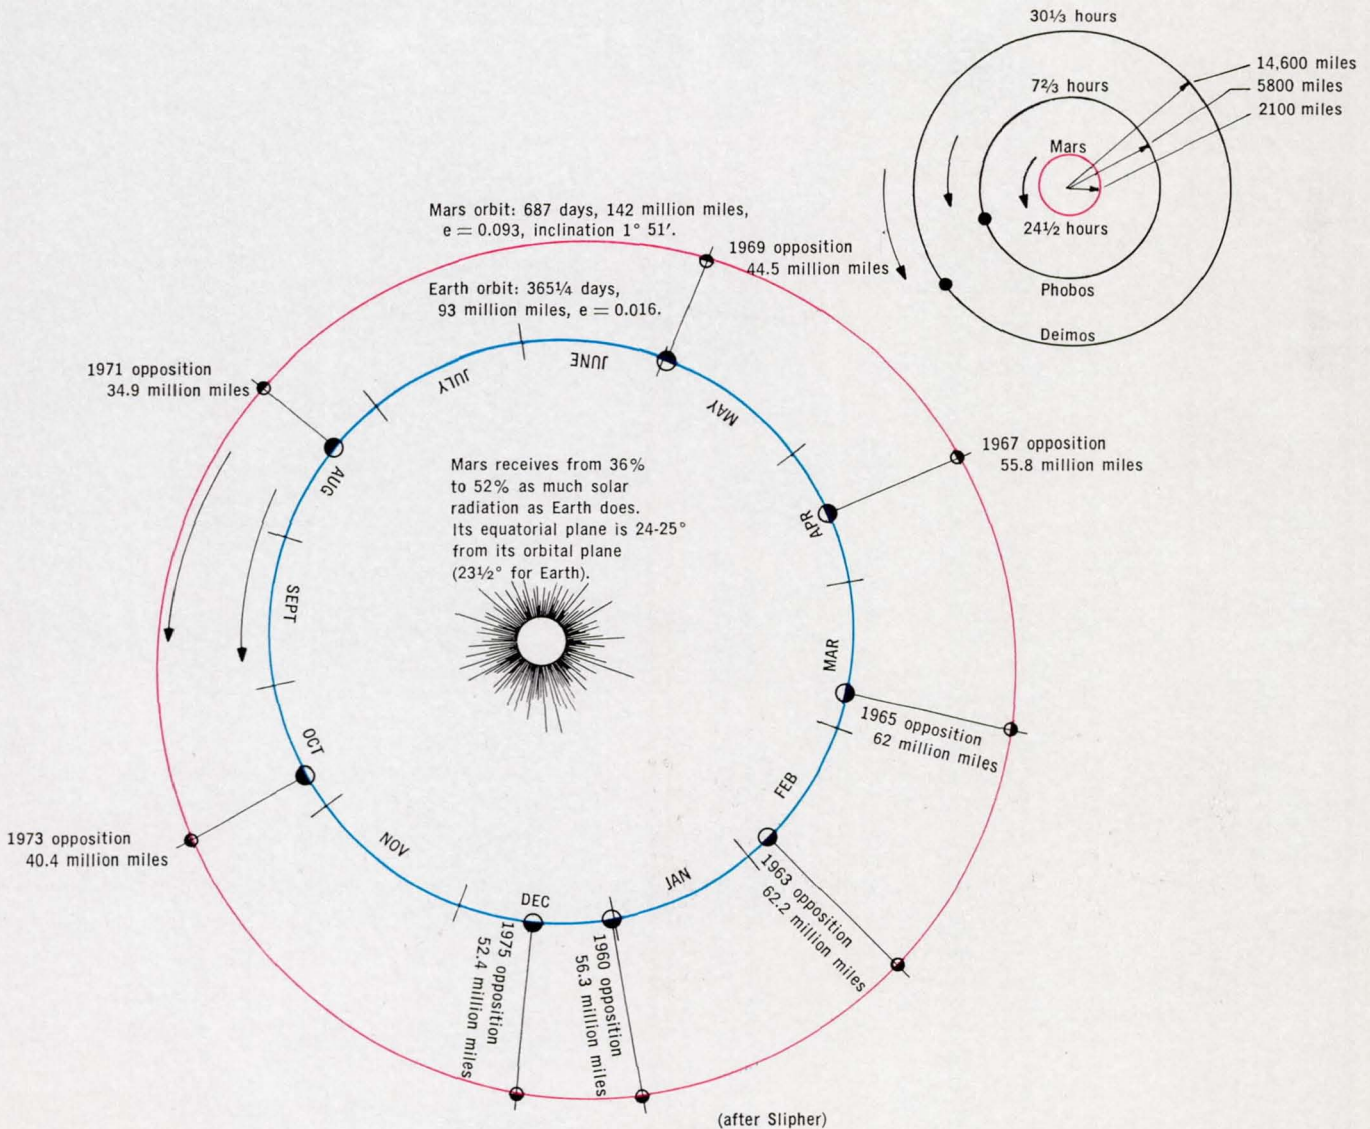 30⅓ hours
14,600 miles
7⅔ hours
5800 miles
2100 miles
Mars
24½ hours
Phobos
Deimos
Mars orbit: 687 days, 142 million miles,
e = 0.093, inclination 1° 51′.
1969 opposition
44.5 million miles
Earth orbit: 365¼ days,
93 million miles, e = 0.016.
1971 opposition
34.9 million miles
JUNE
JULY
MAY
1967 opposition
55.8 million miles
Mars receives from 36%
to 52% as much solar
radiation as Earth does.
Its equatorial plane is 24-25°
from its orbital plane
(23½° for Earth).
AUG
APR
SEPT
MAR
1965 opposition
62 million miles
OCT
FEB
1973 opposition
40.4 million miles
NOV
JAN
1963 opposition
62.2 million miles
DEC
1975 opposition
52.4 million miles
1960 opposition
56.3 million miles
(after Slipher)